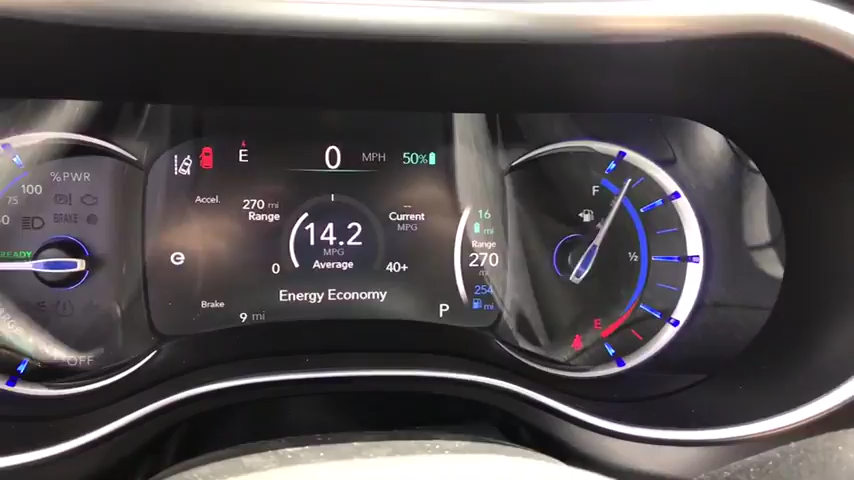 %PWR
100
75
50
BRAKE
READY
OFF
E
0 MPH
50%
Accel.
270 mi
Range
--
Current
MPG
14.2
MPG
Average
0
40+
Energy Economy
Brake
9 mi
P
16
mi
Range
270
mi
254
mi
F
½
E